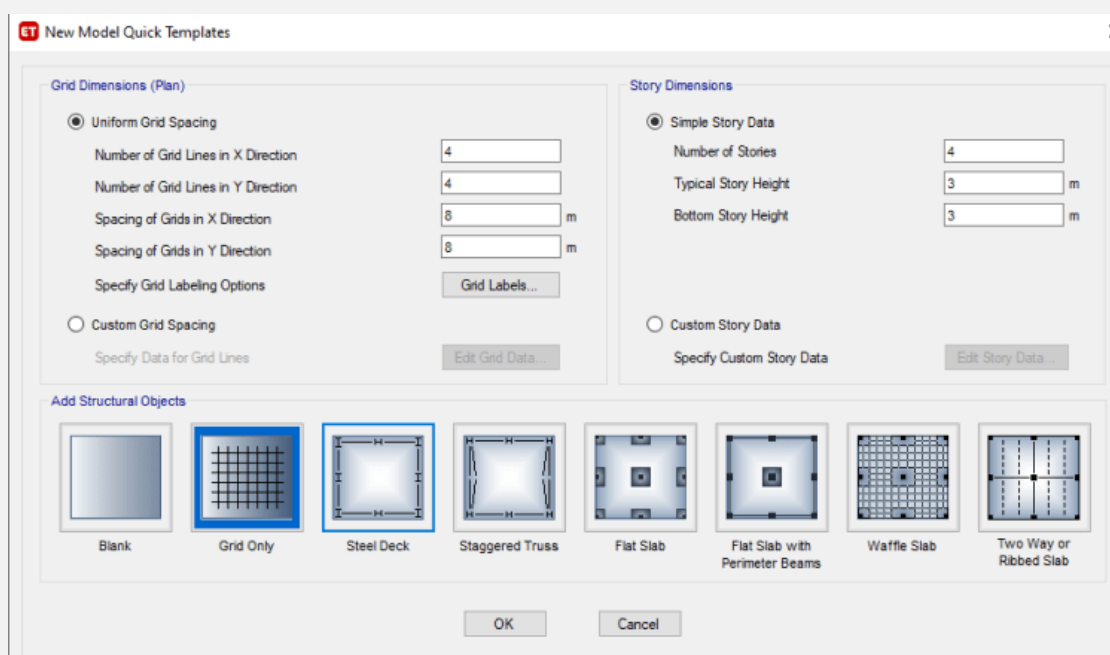 ET New Model Quick Templates
Grid Dimensions (Plan)
Uniform Grid Spacing
Number of Grid Lines in X Direction 4
Number of Grid Lines in Y Direction 4
Spacing of Grids in X Direction 8 m
Spacing of Grids in Y Direction 8 m
Specify Grid Labeling Options Grid Labels...
Custom Grid Spacing
Specify Data for Grid Lines Edit Grid Data...
Story Dimensions
Simple Story Data
Number of Stories 4
Typical Story Height 3 m
Bottom Story Height 3 m
Custom Story Data
Specify Custom Story Data Edit Story Data...
Add Structural Objects
Blank
Grid Only
Steel Deck
Staggered Truss
Flat Slab
Flat Slab with
Perimeter Beams
Waffle Slab
Two Way or
Ribbed Slab
OK
Cancel